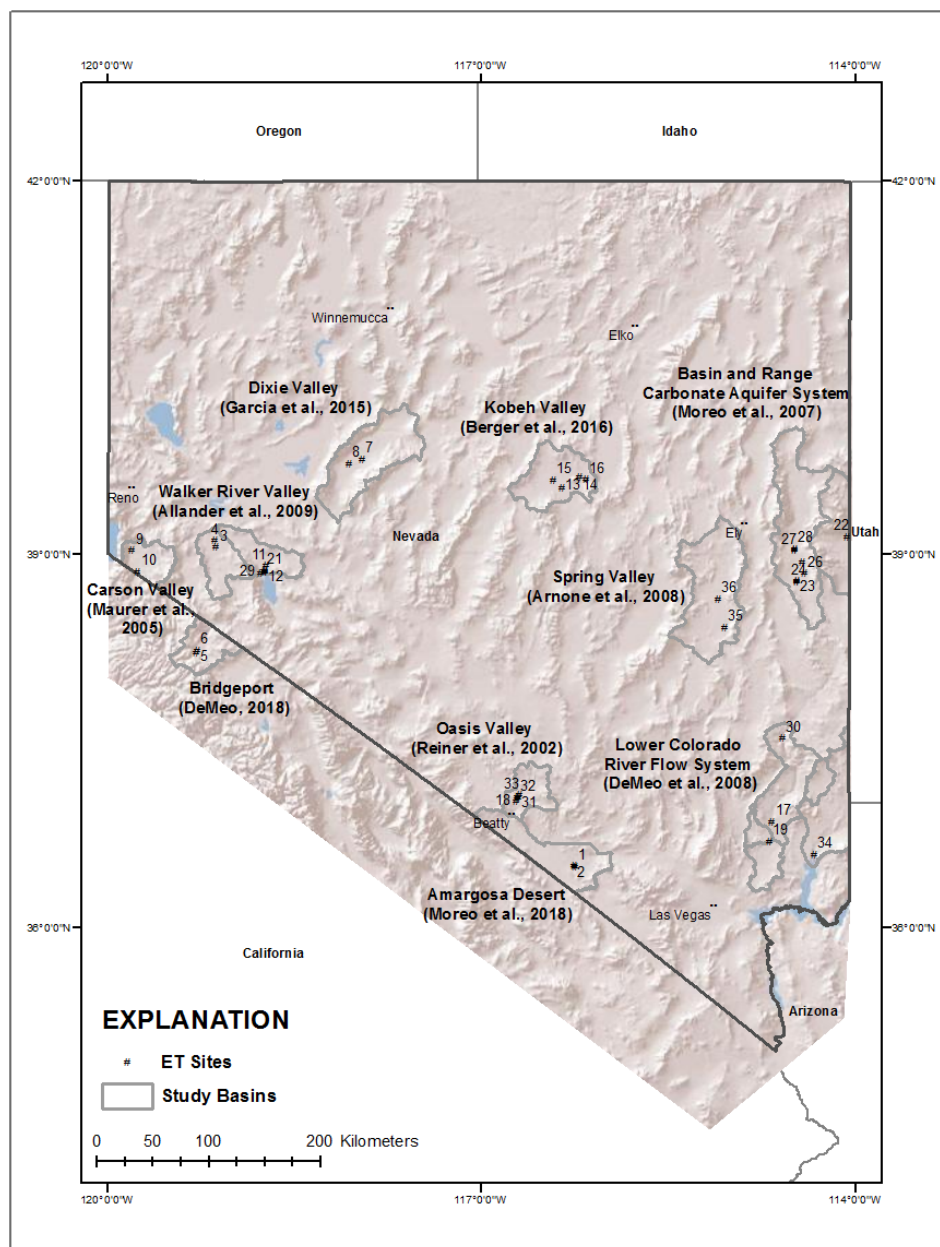 120°0'0"W 117°0'0"W 114°0'0"W
Oregon Idaho
42°0'0"N 42°0'0"N
Winnemucca
Elko
Basin and Range
Carbonate Aquifer System
(Moreo et al., 2007)
Dixie Valley
(Garcia et al., 2015)
Kobeh Valley
(Berger et al., 2016)
8 7
15 16
13 14
Reno
Walker River Valley
(Allander et al., 2009)
Nevada
Ely
22 Utah
9 4 3
27 28
39°0'0"N 39°0'0"N
10 11 21
29 12
26
24
23
Carson Valley
(Maurer et al.,
2005)
Spring Valley
(Arnone et al., 2008)
36
35
6
5
Bridgeport
(DeMeo, 2018)
Oasis Valley
(Reiner et al., 2002)
Lower Colorado
River Flow System
(DeMeo et al., 2008)
30
33 32
18 31
Beatty
17
19
34
1
2
Amargosa Desert
(Moreo et al., 2018)
Las Vegas
36°0'0"N 36°0'0"N
California
Arizona
EXPLANATION
# ET Sites
Study Basins
0 50 100 200 Kilometers
120°0'0"W 117°0'0"W 114°0'0"W